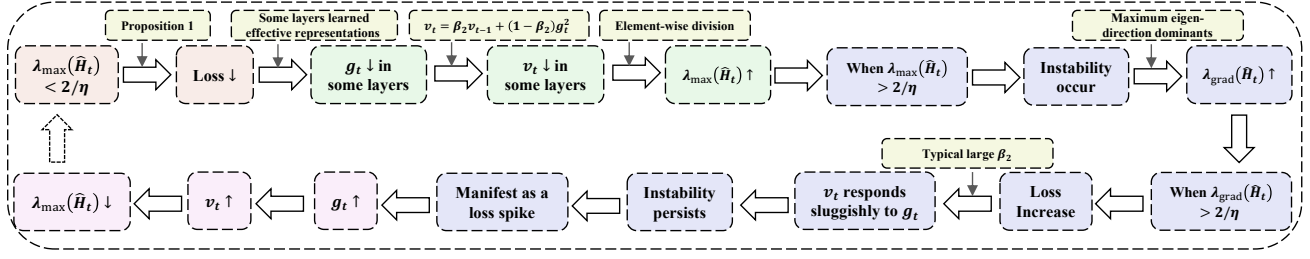 Proposition 1
Some layers learned
effective representations
v_t = β_2 v_{t−1} + (1 − β_2)g_t^2
Element-wise division
Maximum eigen-
direction dominants
λ_max(Ĥ_t)
< 2/η
Loss ↓
g_t ↓ in
some layers
v_t ↓ in
some layers
λ_max(Ĥ_t) ↑
When λ_max(Ĥ_t)
> 2/η
Instability
occur
λ_grad(Ĥ_t) ↑
Typical large β_2
When λ_grad(Ĥ_t)
> 2/η
Loss
Increase
v_t responds
sluggishly to g_t
Instability
persists
Manifest as a
loss spike
g_t ↑
v_t ↑
λ_max(Ĥ_t) ↓